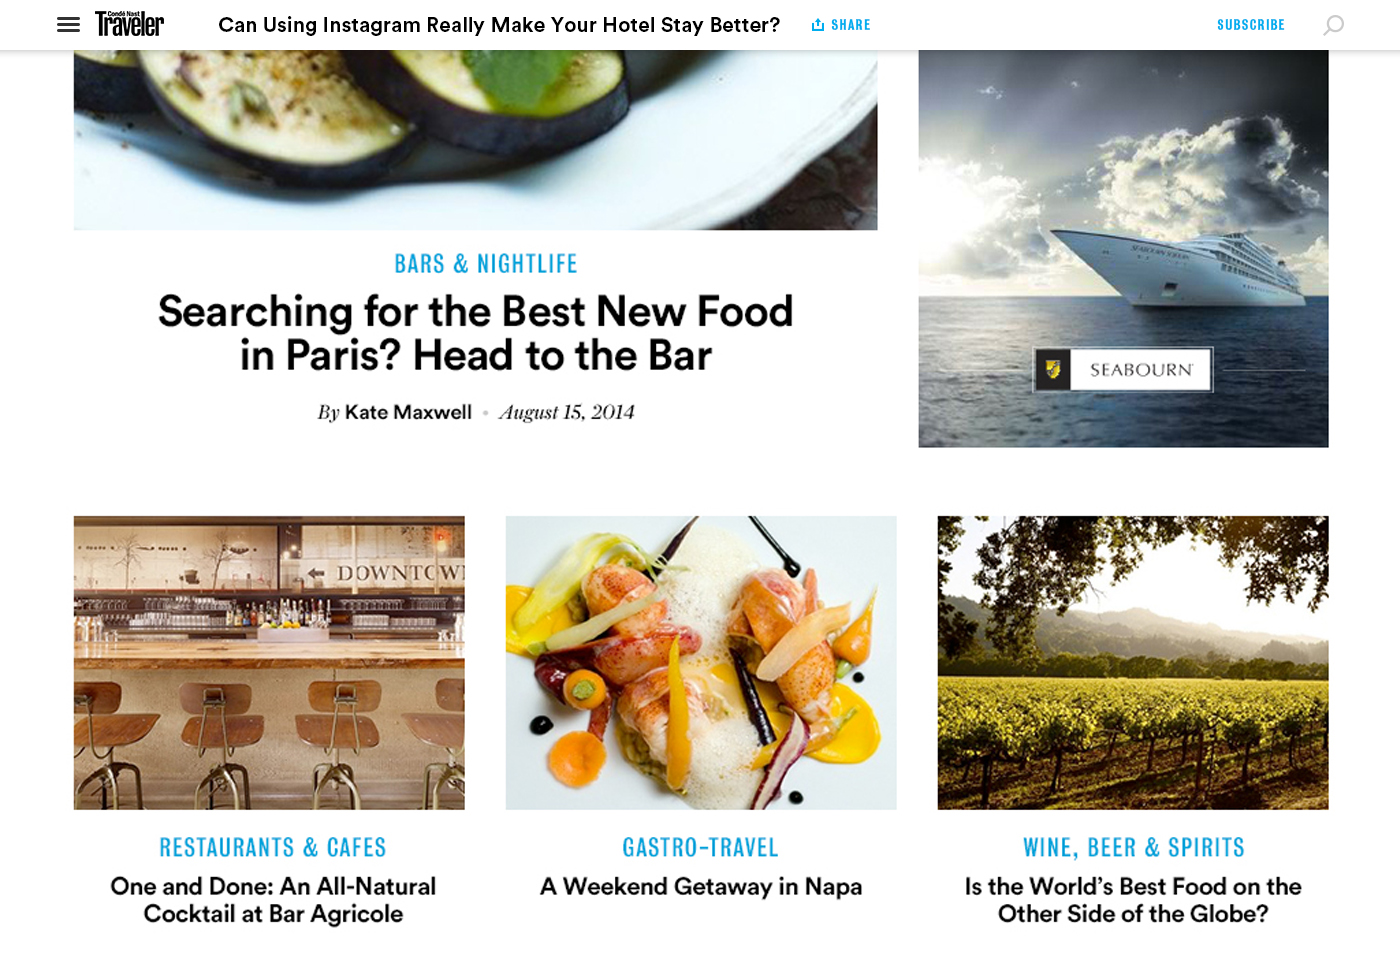 Condé Nast
Traveler
Can Using Instagram Really Make Your Hotel Stay Better?
SHARE
SUBSCRIBE
BARS & NIGHTLIFE
Searching for the Best New Food
in Paris? Head to the Bar
By Kate Maxwell • August 15, 2014
SEABOURN
DOWNTOWN
RESTAURANTS & CAFES
One and Done: An All-Natural
Cocktail at Bar Agricole
GASTRO-TRAVEL
A Weekend Getaway in Napa
WINE, BEER & SPIRITS
Is the World’s Best Food on the
Other Side of the Globe?